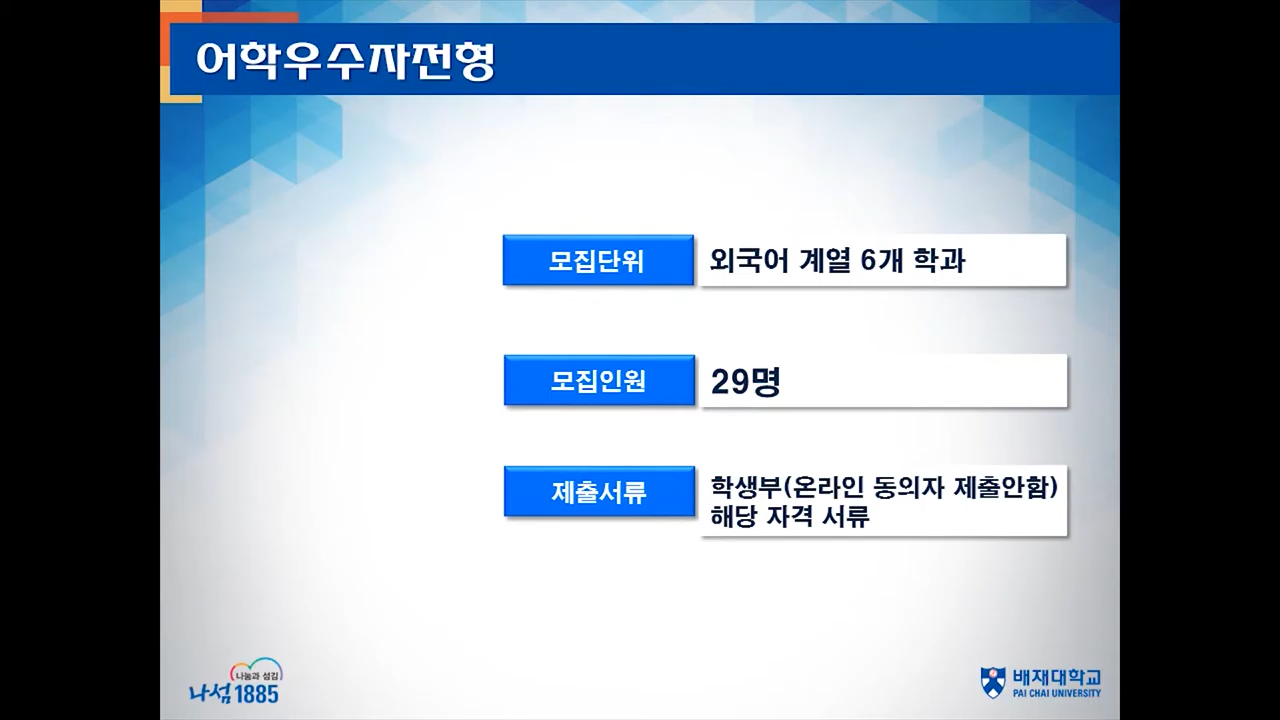 어학우수자전형
모집단위
외국어 계열 6개 학과
모집인원
29명
제출서류
학생부(온라인 동의자 제출안함)
해당 자격 서류
나눔과 섬김
나섬1885
배재대학교
PAI CHAI UNIVERSITY